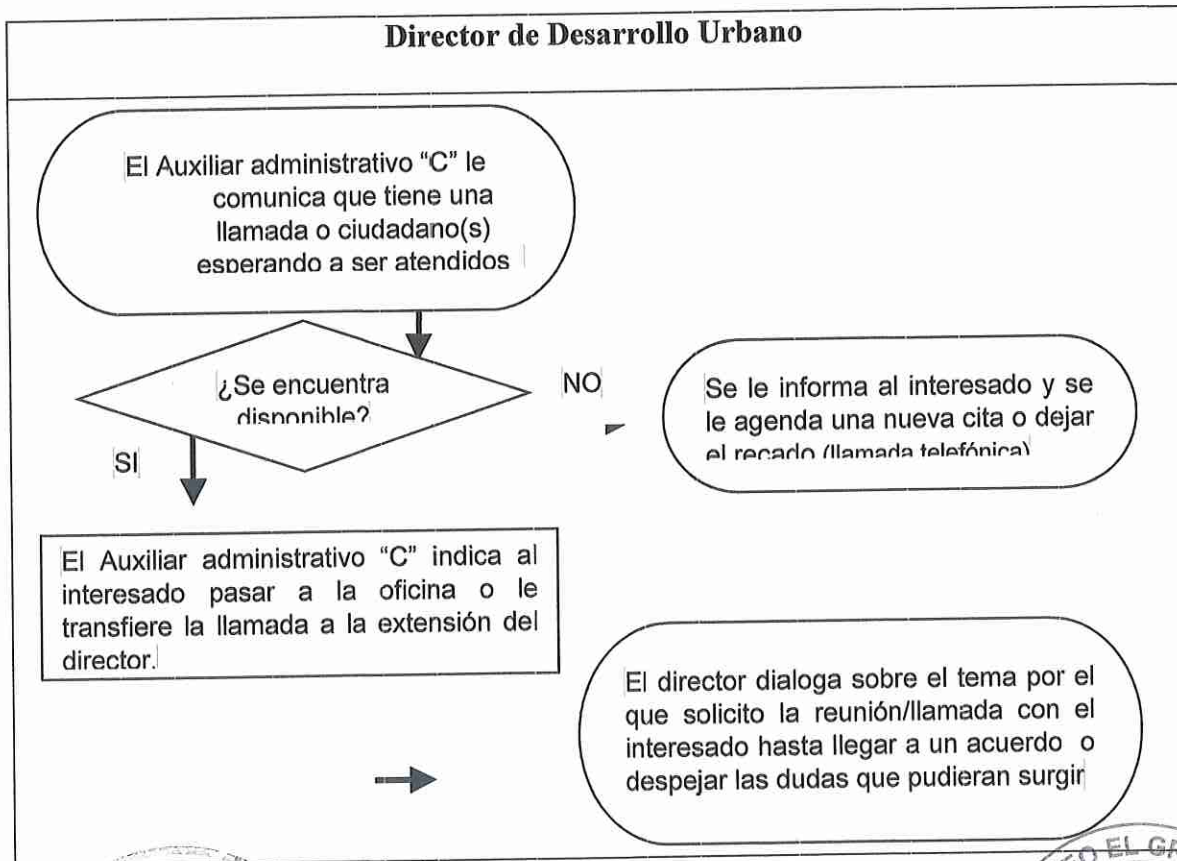 Director de Desarrollo Urbano
El Auxiliar administrativo “C” le
comunica que tiene una
llamada o ciudadano(s)
esperando a ser atendidos
¿Se encuentra
disponible?
NO
Se le informa al interesado y se
le agenda una nueva cita o dejar
el recado (llamada telefónica)
SI
El Auxiliar administrativo “C” indica al
interesado pasar a la oficina o le
transfiere la llamada a la extensión del
director.
El director dialoga sobre el tema por el
que solicito la reunión/llamada con el
interesado hasta llegar a un acuerdo o
despejar las dudas que pudieran surgir
EL